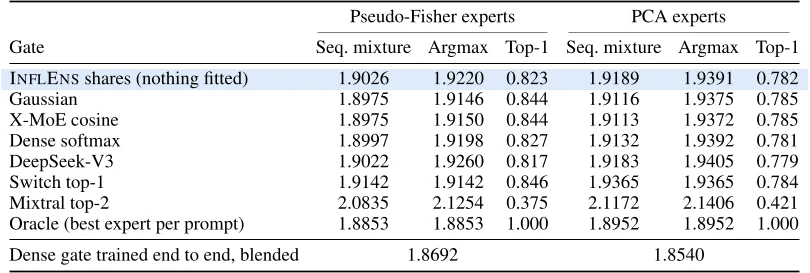 Pseudo-Fisher experts PCA experts
Gate Seq. mixture Argmax Top-1 Seq. mixture Argmax Top-1
INFLENS shares (nothing fitted) 1.9026 1.9220 0.823 1.9189 1.9391 0.782
Gaussian 1.8975 1.9146 0.844 1.9116 1.9375 0.785
X-MoE cosine 1.8975 1.9150 0.844 1.9113 1.9372 0.785
Dense softmax 1.8997 1.9198 0.827 1.9132 1.9392 0.781
DeepSeek-V3 1.9022 1.9260 0.817 1.9183 1.9405 0.779
Switch top-1 1.9142 1.9142 0.846 1.9365 1.9365 0.784
Mixtral top-2 2.0835 2.1254 0.375 2.1172 2.1406 0.421
Oracle (best expert per prompt) 1.8853 1.8853 1.000 1.8952 1.8952 1.000
Dense gate trained end to end, blended 1.8692 1.8540